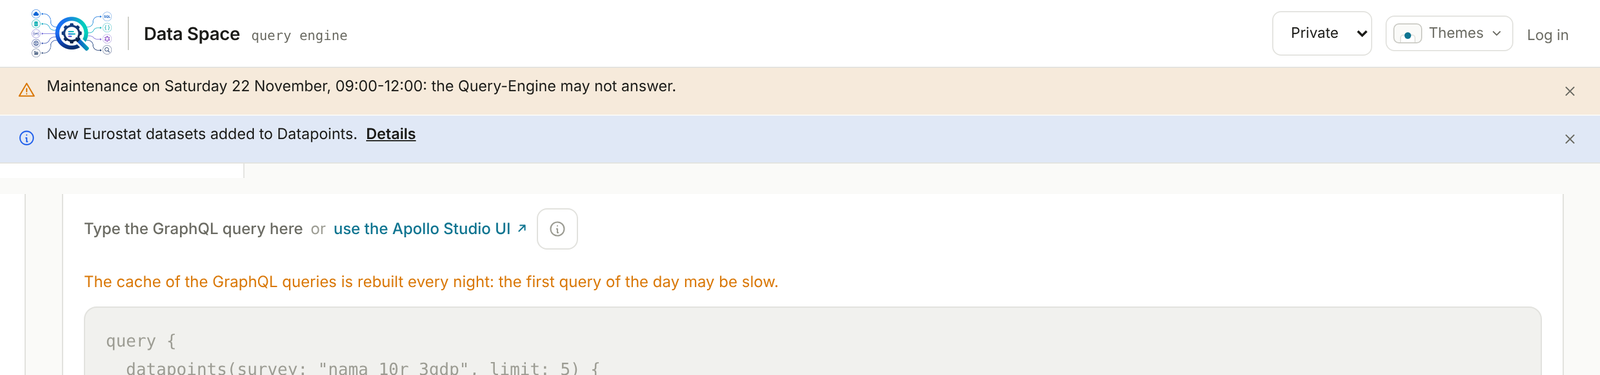 Data Space query engine Private Themes Log in
Maintenance on Saturday 22 November, 09:00-12:00: the Query-Engine may not answer.
New Eurostat datasets added to Datapoints. Details
Type the GraphQL query here or use the Apollo Studio UI ↗
The cache of the GraphQL queries is rebuilt every night: the first query of the day may be slow.
query {
datapoints(survey: "nama_10r_3gdp", limit: 5) {